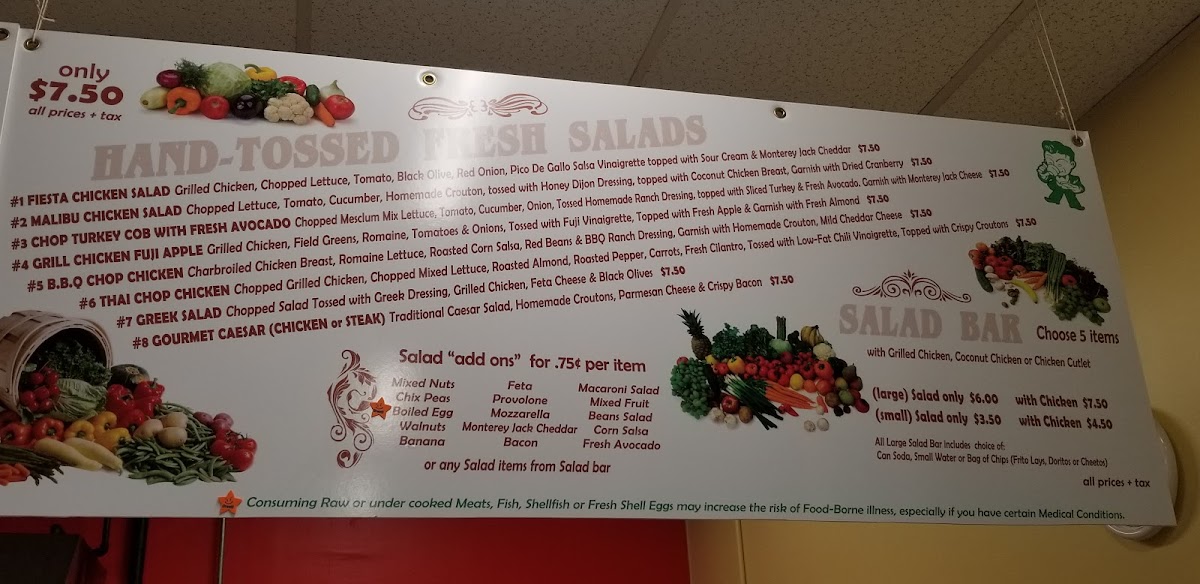 only
$7.50
all prices + tax
HAND-TOSSED FRESH SALADS
#1 FIESTA CHICKEN SALAD Grilled Chicken, Chopped Lettuce, Tomato, Black Olive, Red Onion, Pico De Gallo Salsa Vinaigrette topped with Sour Cream & Monterey Jack Cheddar $7.50
#2 MALIBU CHICKEN SALAD Chopped Lettuce, Tomato, Cucumber, Homemade Crouton, tossed with Honey Dijon Dressing, topped with Coconut Chicken Breast, Garnish with Dried Cranberry $7.50
#3 CHOP TURKEY COB WITH FRESH AVOCADO Chopped Mesclum Mix Lettuce, Tomato, Cucumber, Onion, Tossed Homemade Ranch Dressing, topped with Sliced Turkey & Fresh Avocado, Garnish with Monterey Jack Cheese $7.50
#4 GRILL CHICKEN FUJI APPLE Grilled Chicken, Field Greens, Romaine, Tomatoes & Onions, Tossed with Fuji Vinaigrette, Topped with Fresh Apple & Garnish with Fresh Almond $7.50
#5 B.B.Q CHOP CHICKEN Charbroiled Chicken Breast, Romaine Lettuce, Roasted Corn Salsa, Red Beans & BBQ Ranch Dressing, Garnish with Homemade Crouton, Mild Cheddar Cheese $7.50
#6 THAI CHOP CHICKEN Chopped Grilled Chicken, Chopped Mixed Lettuce, Roasted Almond, Roasted Pepper, Carrots, Fresh Cilantro, Tossed with Low-Fat Chili Vinaigrette, Topped with Crispy Croutons $7.50
#7 GREEK SALAD Chopped Salad Tossed with Greek Dressing, Grilled Chicken, Feta Cheese & Black Olives $7.50
#8 GOURMET CAESAR (CHICKEN or STEAK) Traditional Caesar Salad, Homemade Croutons, Parmesan Cheese & Crispy Bacon $7.50
Salad "add ons" for .75¢ per item
Mixed Nuts Feta Macaroni Salad
Chix Peas Provolone Mixed Fruit
Boiled Egg Mozzarella Beans Salad
Walnuts Monterey Jack Cheddar Corn Salsa
Banana Bacon Fresh Avocado
or any Salad items from Salad bar
SALAD BAR Choose 5 items
with Grilled Chicken, Coconut Chicken or Chicken Cutlet
(large) Salad only $6.00 with Chicken $7.50
(small) Salad only $3.50 with Chicken $4.50
All Large Salad Bar Includes choice of:
Can Soda, Small Water or Bag of Chips (Frito Lays, Doritos or Cheetos)
all prices + tax
Consuming Raw or under cooked Meats, Fish, Shellfish or Fresh Shell Eggs may increase the risk of Food-Borne illness, especially if you have certain Medical Conditions.